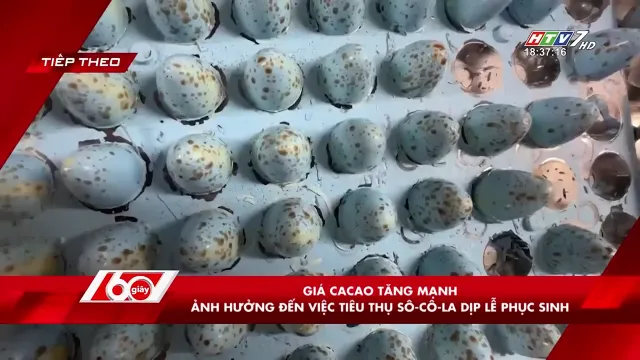 TIẾP THEO
HTV7 HD
18:37:16
60 giây
GIÁ CACAO TĂNG MẠNH
ẢNH HƯỞNG ĐẾN VIỆC TIÊU THỤ SÔ-CÔ-LA DỊP LỄ PHỤC SINH